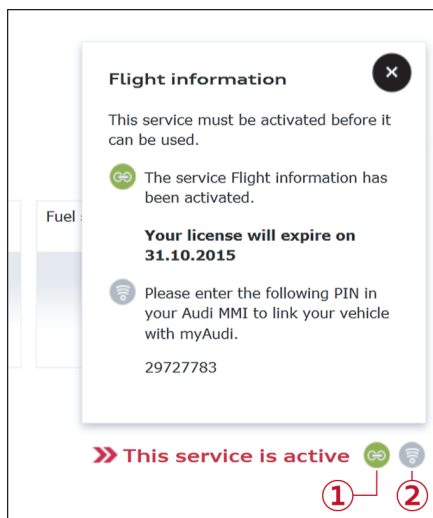 Flight information
This service must be activated before it
can be used.
The service Flight information has
been activated.
Fuel
Your license will expire on
31.10.2015
Please enter the following PIN in
your Audi MMI to link your vehicle
with myAudi.
29727783
This service is active
1 2